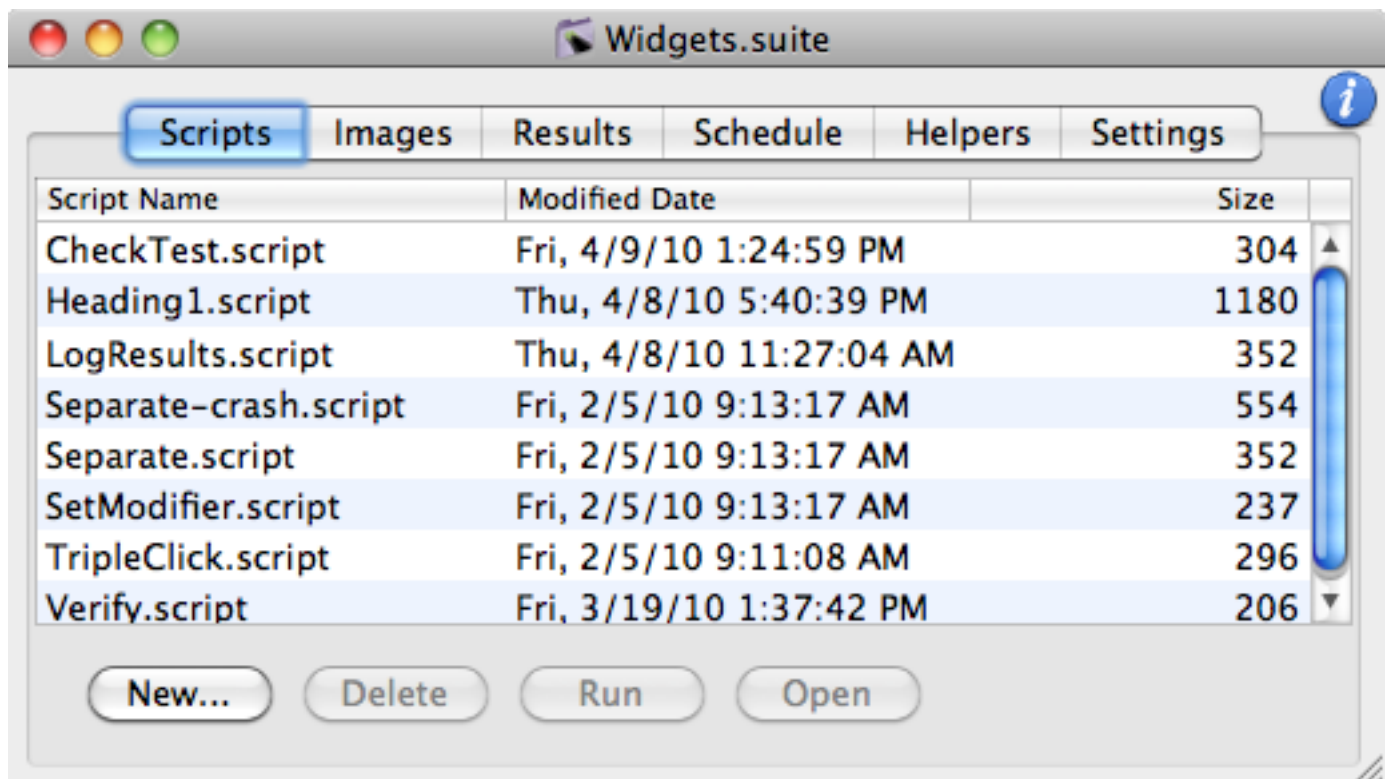 Widgets.suite
Scripts Images Results Schedule Helpers Settings
Script Name Modified Date Size
CheckTest.script Fri, 4/9/10 1:24:59 PM 304
Heading1.script Thu, 4/8/10 5:40:39 PM 1180
LogResults.script Thu, 4/8/10 11:27:04 AM 352
Separate-crash.script Fri, 2/5/10 9:13:17 AM 554
Separate.script Fri, 2/5/10 9:13:17 AM 352
SetModifier.script Fri, 2/5/10 9:13:17 AM 237
TripleClick.script Fri, 2/5/10 9:11:08 AM 296
Verify.script Fri, 3/19/10 1:37:42 PM 206
New... Delete Run Open